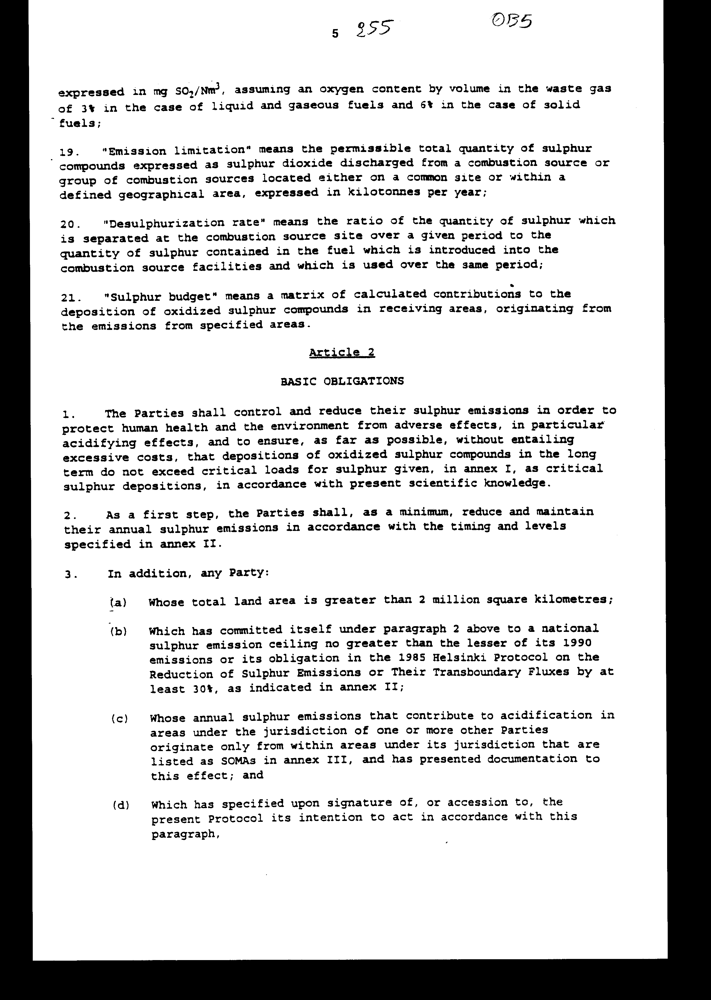 5 255 OB5
expressed in mg SO₂/Nm³, assuming an oxygen content by volume in the waste gas
of 3% in the case of liquid and gaseous fuels and 6% in the case of solid
fuels;
19. "Emission limitation" means the permissible total quantity of sulphur
compounds expressed as sulphur dioxide discharged from a combustion source or
group of combustion sources located either on a common site or within a
defined geographical area, expressed in kilotonnes per year;
20. "Desulphurization rate" means the ratio of the quantity of sulphur which
is separated at the combustion source site over a given period to the
quantity of sulphur contained in the fuel which is introduced into the
combustion source facilities and which is used over the same period;
21. "Sulphur budget" means a matrix of calculated contributions to the
deposition of oxidized sulphur compounds in receiving areas, originating from
the emissions from specified areas.
Article 2
BASIC OBLIGATIONS
1. The Parties shall control and reduce their sulphur emissions in order to
protect human health and the environment from adverse effects, in particular
acidifying effects, and to ensure, as far as possible, without entailing
excessive costs, that depositions of oxidized sulphur compounds in the long
term do not exceed critical loads for sulphur given, in annex I, as critical
sulphur depositions, in accordance with present scientific knowledge.
2. As a first step, the Parties shall, as a minimum, reduce and maintain
their annual sulphur emissions in accordance with the timing and levels
specified in annex II.
3. In addition, any Party:
(a) Whose total land area is greater than 2 million square kilometres;
(b) Which has committed itself under paragraph 2 above to a national
sulphur emission ceiling no greater than the lesser of its 1990
emissions or its obligation in the 1985 Helsinki Protocol on the
Reduction of Sulphur Emissions or Their Transboundary Fluxes by at
least 30%, as indicated in annex II;
(c) Whose annual sulphur emissions that contribute to acidification in
areas under the jurisdiction of one or more other Parties
originate only from within areas under its jurisdiction that are
listed as SOMAs in annex III, and has presented documentation to
this effect; and
(d) Which has specified upon signature of, or accession to, the
present Protocol its intention to act in accordance with this
paragraph,